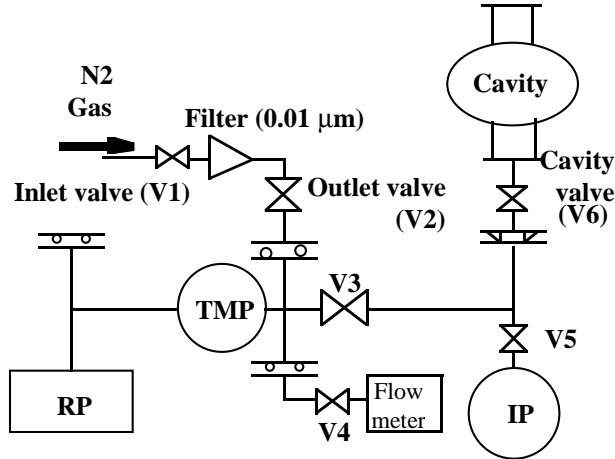 N2
Gas
Filter (0.01 μm)
Cavity
Inlet valve (V1)
Outlet valve
(V2)
Cavity
valve
(V6)
V3
TMP
V5
RP
V4
Flow
meter
IP